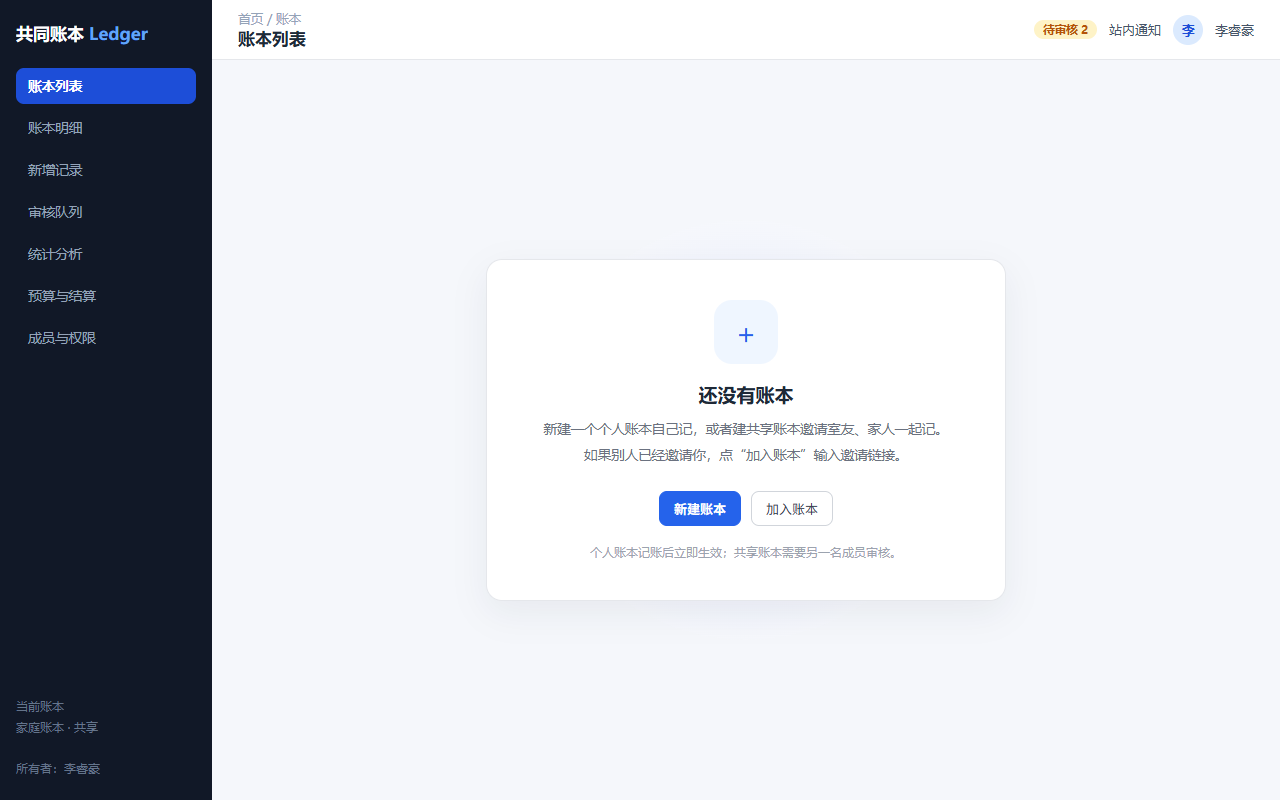 共同账本 Ledger
账本列表
账本明细
新增记录
审核队列
统计分析
预算与结算
成员与权限
当前账本
家庭账本 · 共享
所有者：李睿豪
首页 / 账本
账本列表
待审核 2
站内通知
李
李睿豪
+
还没有账本
新建一个个人账本自己记，或者建共享账本邀请室友、家人一起记。
如果别人已经邀请你，点“加入账本”输入邀请链接。
新建账本
加入账本
个人账本记账后立即生效；共享账本需要另一名成员审核。